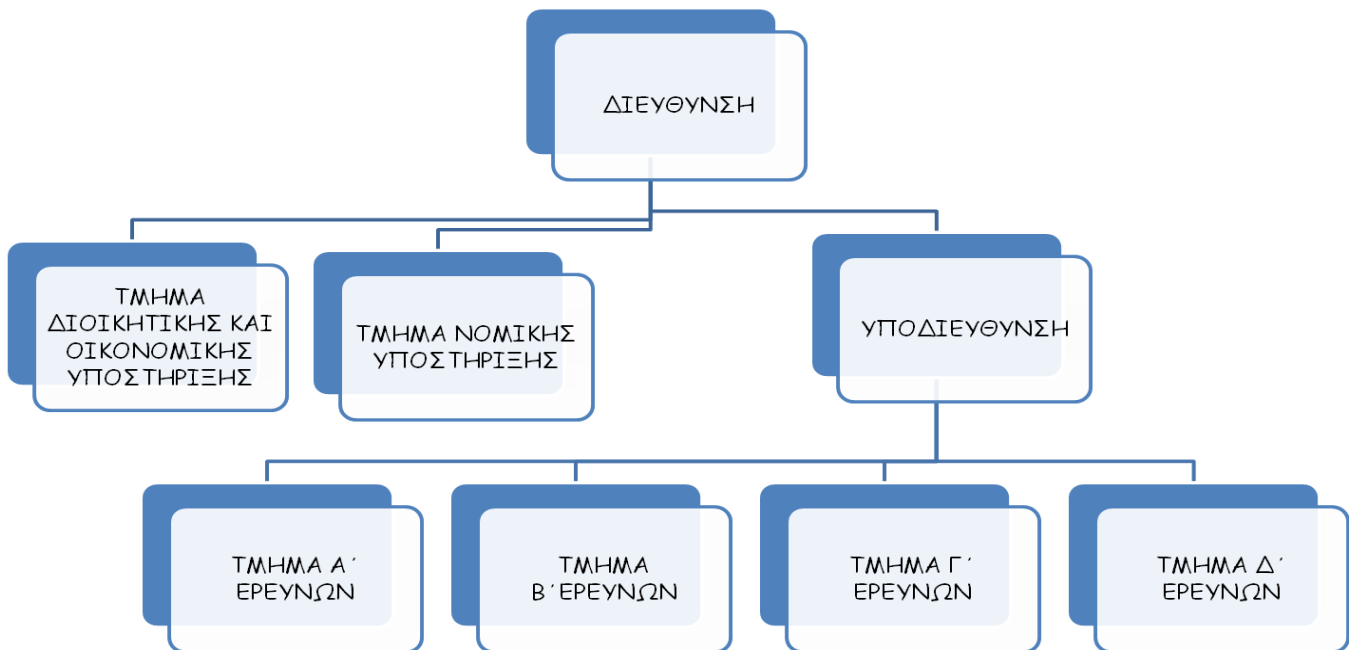 ΔΙΕΥΘΥΝΣΗ
ΤΜΗΜΑ
ΔΙΟΙΚΗΤΙΚΗΣ ΚΑΙ
ΟΙΚΟΝΟΜΙΚΗΣ
ΥΠΟΣΤΗΡΙΞΗΣ
ΤΜΗΜΑ ΝΟΜΙΚΗΣ
ΥΠΟΣΤΗΡΙΞΗΣ
ΥΠΟΔΙΕΥΘΥΝΣΗ
ΤΜΗΜΑ Α΄
ΕΡΕΥΝΩΝ
ΤΜΗΜΑ
Β΄ΕΡΕΥΝΩΝ
ΤΜΗΜΑ Γ΄
ΕΡΕΥΝΩΝ
ΤΜΗΜΑ Δ΄
ΕΡΕΥΝΩΝ